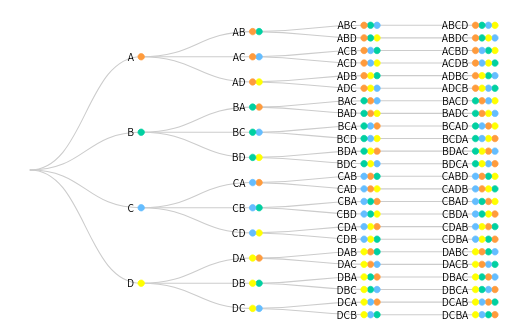 ABC ABCD
AB ABD ABDC
ACB ACBD
A AC ACD ACDB
ADB ADBC
AD ADC ADCB
BA BAC BACD
BAD BADC
B BC BCA BCAD
BCD BCDA
BD BDA BDAC
BDC BDCA
CA CAB CABD
CAD CADB
C CB CBA CBAD
CBD CBDA
CD CDA CDAB
CDB CDBA
DA DAB DABC
DAC DACB
D DB DBA DBAC
DBC DBCA
DC DCA DCAB
DCB DCBA